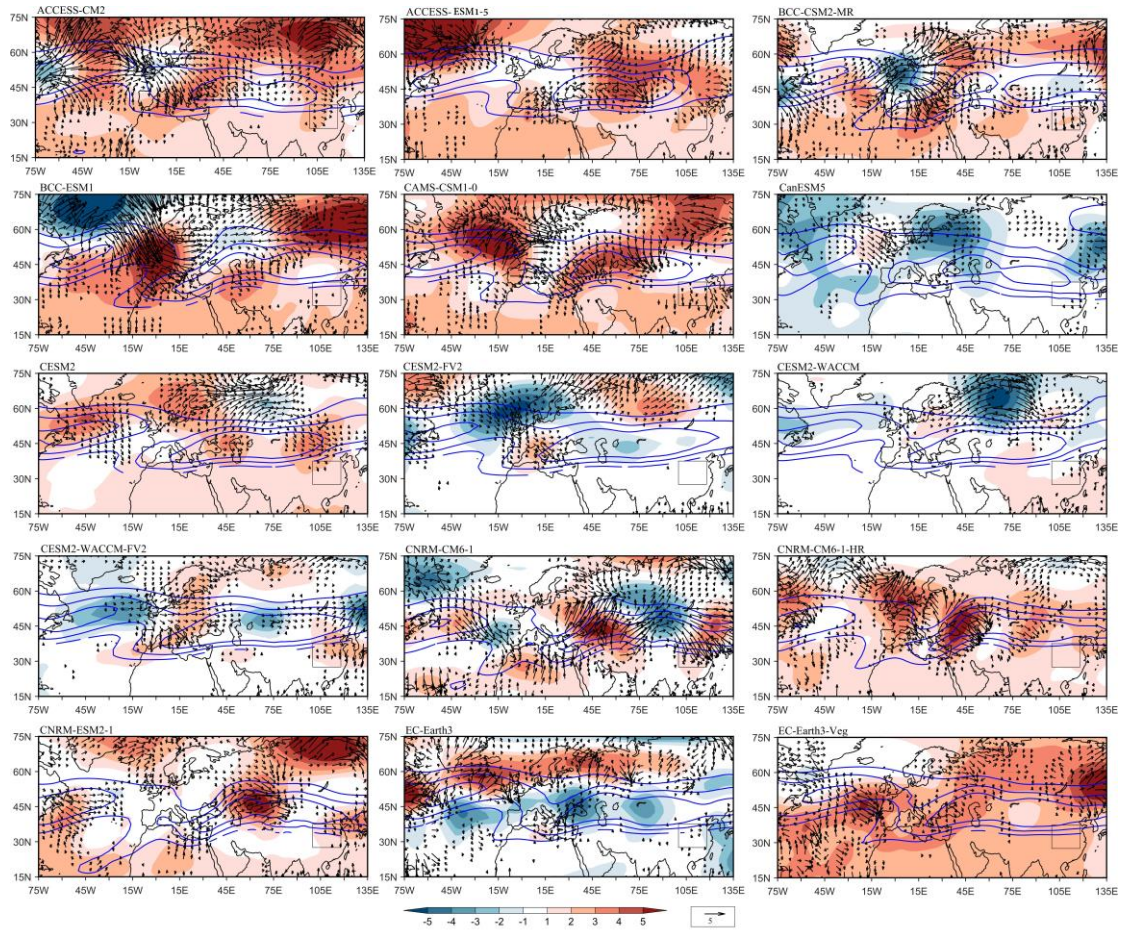 ACCESS-CM2 ACCESS-ESM1-5 BCC-CSM2-MR
75N 75N 75N
60N 60N 60N
45N 45N 45N
30N 30N 30N
15N 15N 15N
75W 45W 15W 15E 45E 75E 105E 135E 75W 45W 15W 15E 45E 75E 105E 135E 75W 45W 15W 15E 45E 75E 105E 135E
BCC-ESM1 CAMS-CSM1-0 CanESM5
75N 75N 75N
60N 60N 60N
45N 45N 45N
30N 30N 30N
15N 15N 15N
75W 45W 15W 15E 45E 75E 105E 135E 75W 45W 15W 15E 45E 75E 105E 135E 75W 45W 15W 15E 45E 75E 105E 135E
CESM2 CESM2-FV2 CESM2-WACCM
75N 75N 75N
60N 60N 60N
45N 45N 45N
30N 30N 30N
15N 15N 15N
75W 45W 15W 15E 45E 75E 105E 135E 75W 45W 15W 15E 45E 75E 105E 135E 75W 45W 15W 15E 45E 75E 105E 135E
CESM2-WACCM-FV2 CNRM-CM6-1 CNRM-CM6-1-HR
75N 75N 75N
60N 60N 60N
45N 45N 45N
30N 30N 30N
15N 15N 15N
75W 45W 15W 15E 45E 75E 105E 135E 75W 45W 15W 15E 45E 75E 105E 135E 75W 45W 15W 15E 45E 75E 105E 135E
CNRM-ESM2-1 EC-Earth3 EC-Earth3-Veg
75N 75N 75N
60N 60N 60N
45N 45N 45N
30N 30N 30N
15N 15N 15N
75W 45W 15W 15E 45E 75E 105E 135E 75W 45W 15W 15E 45E 75E 105E 135E 75W 45W 15W 15E 45E 75E 105E 135E
-5 -4 -3 -2 -1 1 2 3 4 5 5